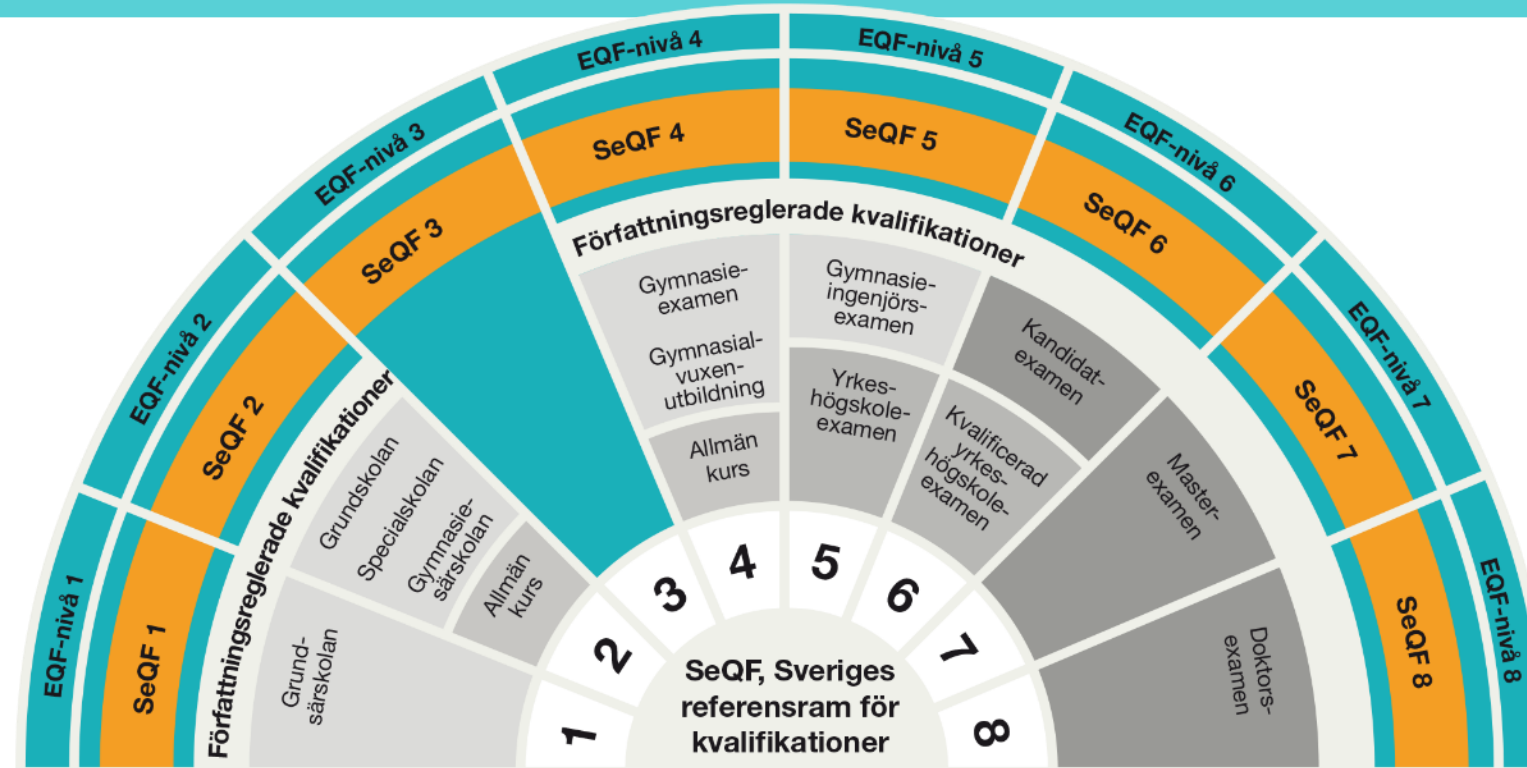 EQF-nivå 1
EQF-nivå 2
EQF-nivå 3
EQF-nivå 4
EQF-nivå 5
EQF-nivå 6
EQF-nivå 7
EQF-nivå 8
SeQF 1
SeQF 2
SeQF 3
SeQF 4
SeQF 5
SeQF 6
SeQF 7
SeQF 8
Författningsreglerade kvalifikationer
Författningsreglerade kvalifikationer
Grund-
särskolan
Grundskolan
Specialskolan
Gymnasie-
särskolan
Allmän
kurs
Gymnasie-
examen
Gymnasial-
vuxen-
utbildning
Allmän
kurs
Gymnasie-
ingenjörs-
examen
Yrkes-
högskole-
examen
Kandidat-
examen
Kvalificerad
yrkes-
högskole-
examen
Master-
examen
Doktors-
examen
1
2
3
4
5
6
7
8
SeQF, Sveriges
referensram för
kvalifikationer